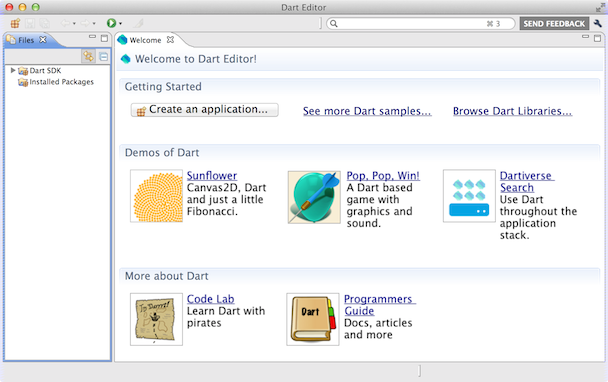 Dart Editor
⌘ 3
SEND FEEDBACK
Files
Welcome
Dart SDK
Installed Packages
Welcome to Dart Editor!
Getting Started
Create an application...
See more Dart samples...
Browse Dart Libraries...
Demos of Dart
Sunflower
Canvas2D, Dart
and just a little
Fibonacci.
Pop, Pop, Win!
A Dart based
game with
graphics and
sound.
Dartiverse
Search
Use Dart
throughout the
application
stack.
More about Dart
Code Lab
Learn Dart with
pirates
Dart
Programmers
Guide
Docs, articles
and more